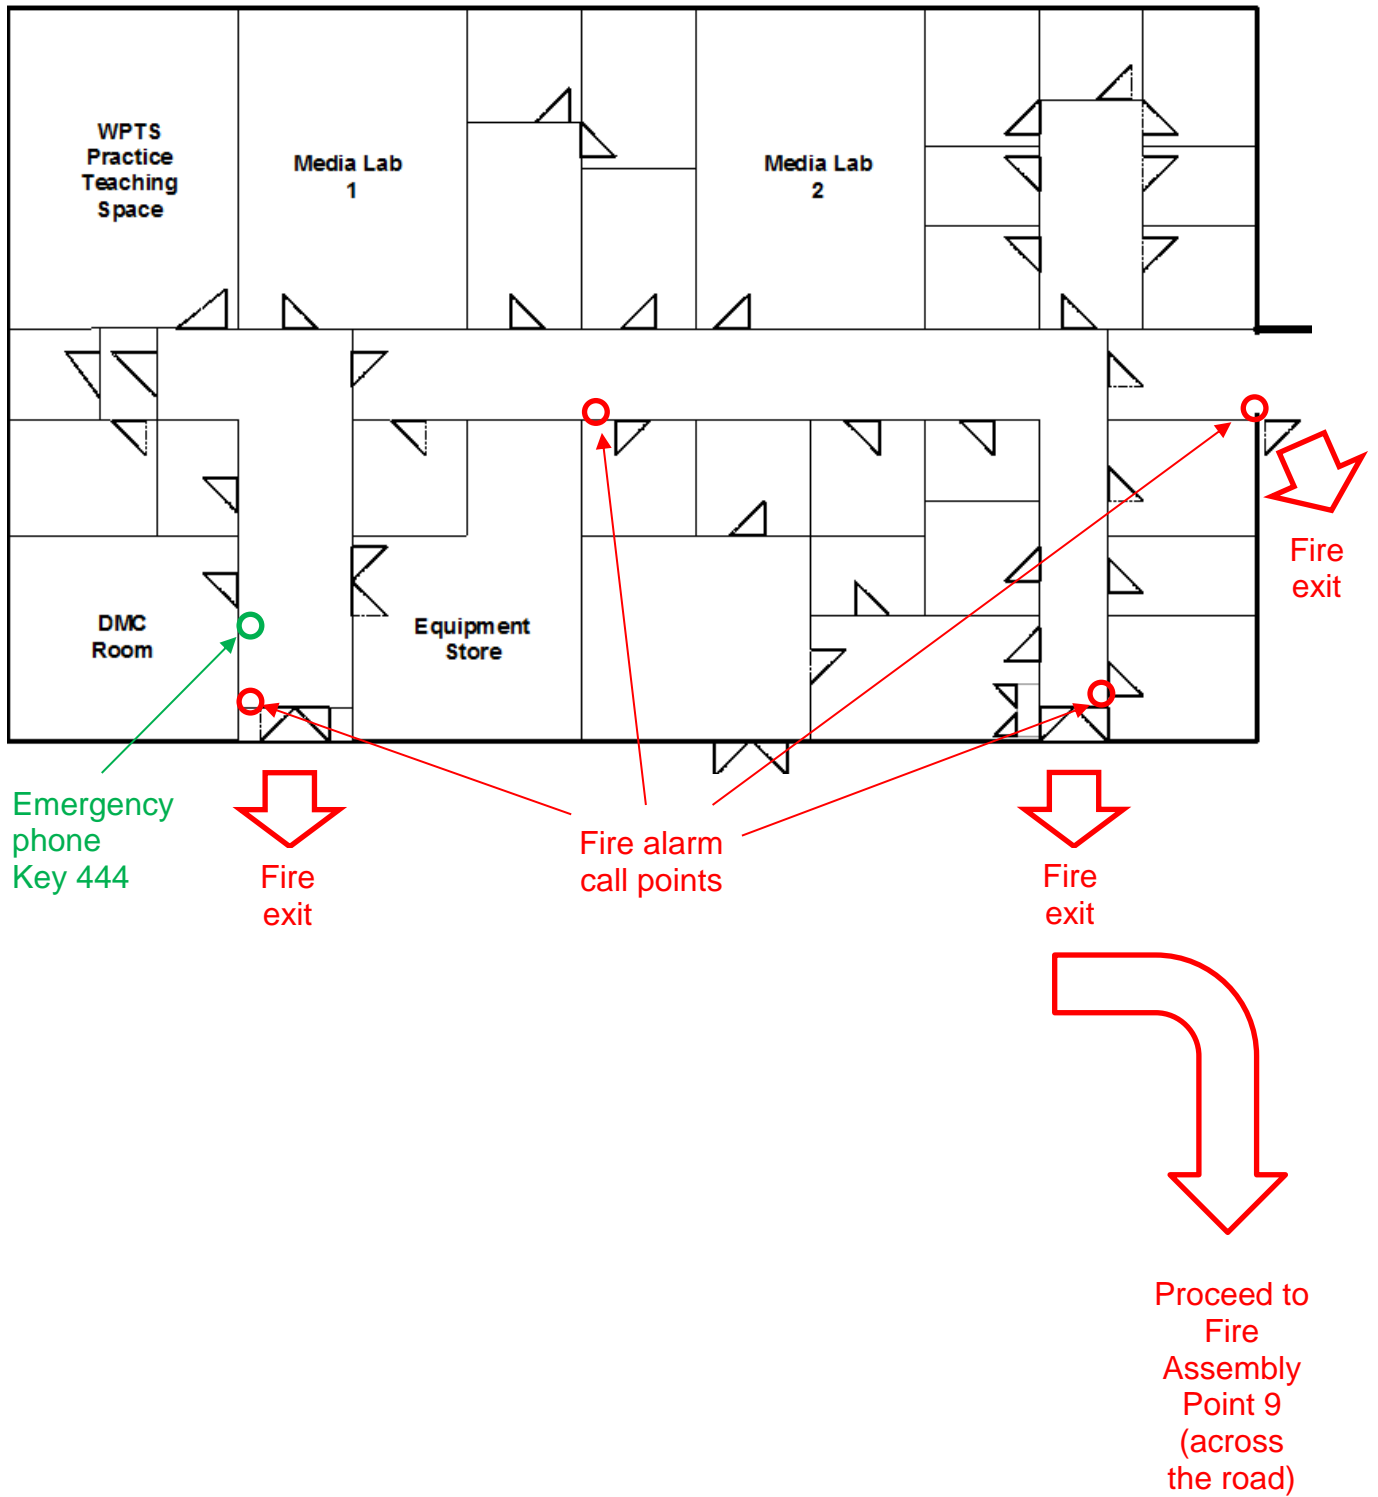 WPTS
Practice
Teaching
Space
Media Lab
1
Media Lab
2
DMC
Room
Equipment
Store
Fire
exit
Emergency
phone
Key 444
Fire
exit
Fire alarm
call points
Fire
exit
Proceed to
Fire
Assembly
Point 9
(across
the road)